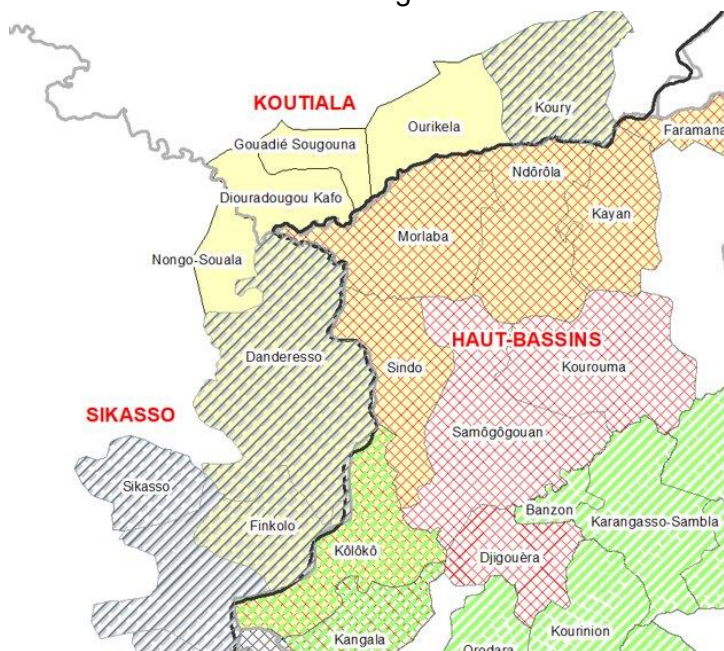 KOUTIALA
Koury
Ourikela
Faramana
Gouadié Sougouna
Ndôrôla
Diouradougou Kafo
Kayan
Morlaba
Nongo-Souala
HAUT-BASSINS
Danderesso
Sindo
Kourouma
SIKASSO
Samôgôgouan
Sikasso
Banzon
Karangasso-Sambla
Finkolo
Kôlôkô
Djigouèra
Kangala
Kourinion
Orodara